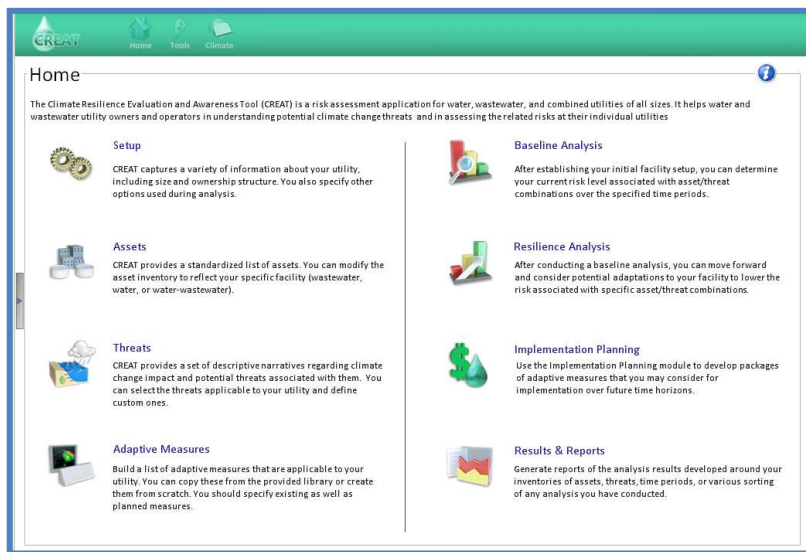 CREAT
Home Tools Climate
Home
The Climate Resilience Evaluation and Awareness Tool (CREAT) is a risk assessment application for water, wastewater, and combined utilities of all sizes. It helps water and
wastewater utility owners and operators in understanding potential climate change threats and in assessing the related risks at their individual utilities
Setup
CREAT captures a variety of information about your utility,
including size and ownership structure. You also specify other
options used during analysis.
Assets
CREAT provides a standardized list of assets. You can modify the
asset inventory to reflect your specific facility (wastewater,
water, or water-wastewater).
Threats
CREAT provides a set of descriptive narratives regarding climate
change impact and potential threats associated with them. You
can select the threats applicable to your utility and define
custom ones.
Adaptive Measures
Build a list of adaptive measures that are applicable to your
utility. You can copy these from the provided library or create
them from scratch. You should specify existing as well as
planned measures.
Baseline Analysis
After establishing your initial facility setup, you can determine
your current risk level associated with asset/threat
combinations over the specified time periods.
Resilience Analysis
After conducting a baseline analysis, you can move forward
and consider potential adaptations to your facility to lower the
risk associated with specific asset/threat combinations.
Implementation Planning
Use the Implementation Planning module to develop packages
of adaptive measures that you may consider for
implementation over future time horizons.
Results & Reports
Generate reports of the analysis results developed around your
inventories of assets, threats, time periods, or various sorting
of any analysis you have conducted.